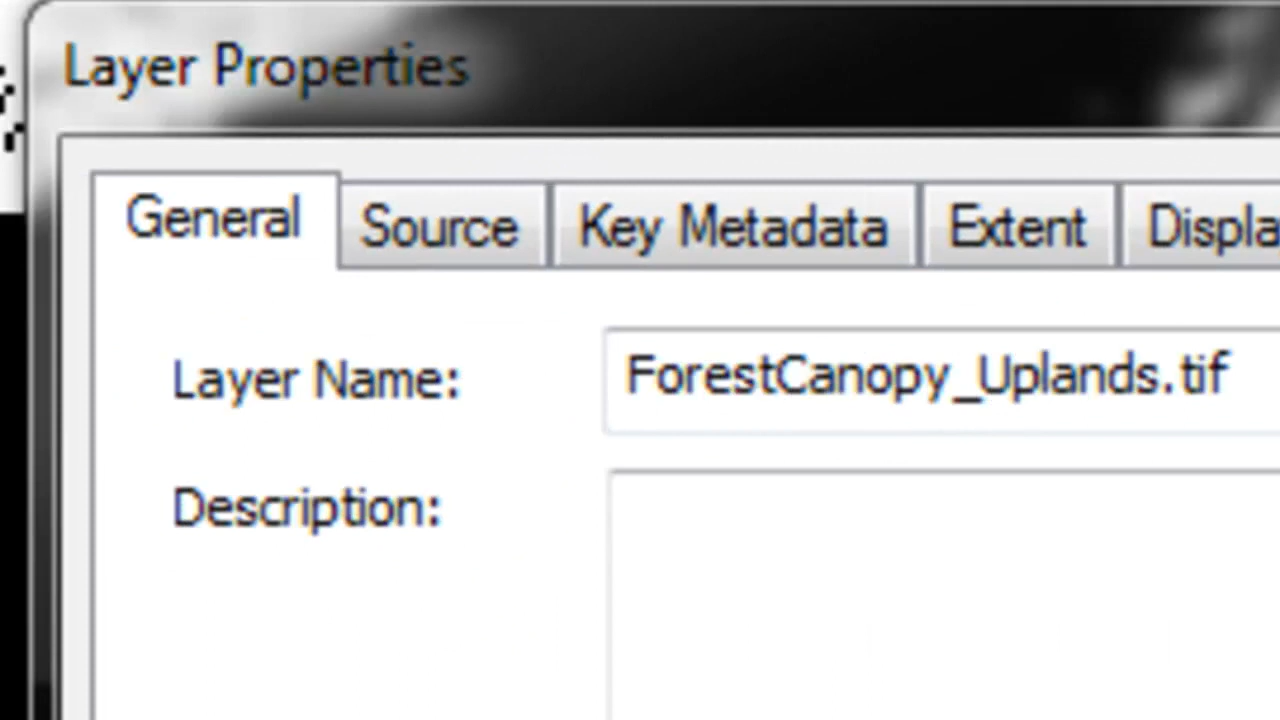 Layer Properties
General Source Key Metadata Extent
Layer Name: ForestCanopy_Uplands.tif
Description: